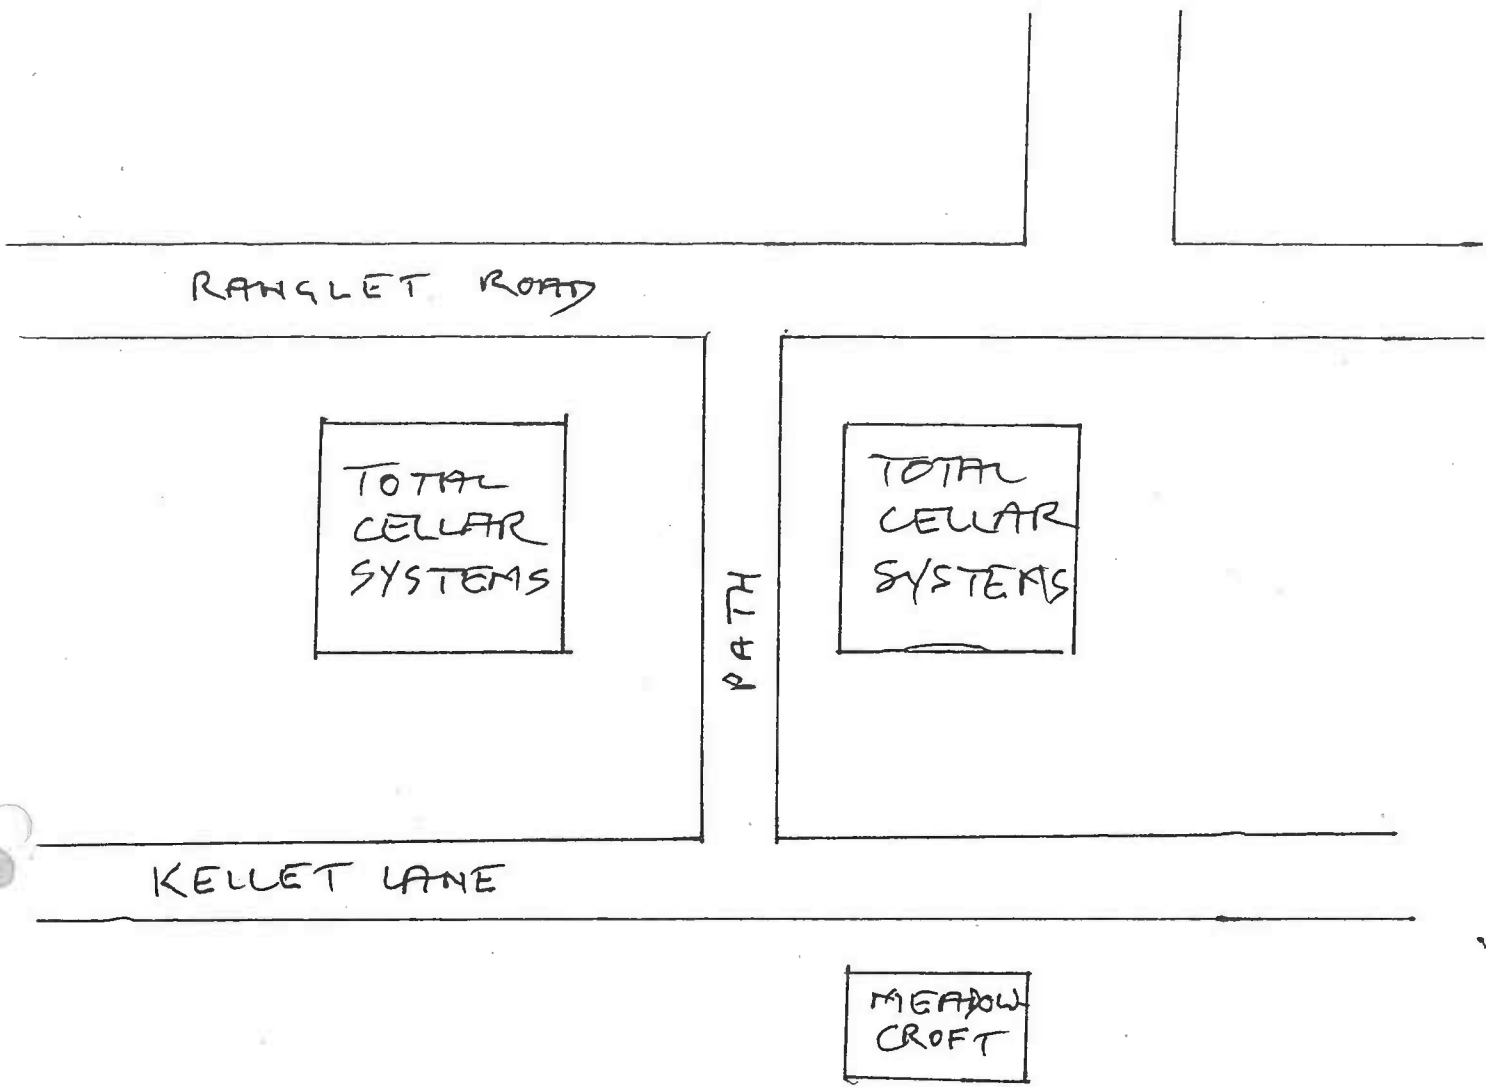 RANGLET ROAD
TOTAL
CELLAR
SYSTEMS
TOTAL
CELLAR
SYSTEMS
PATH
KELLET LANE
MEADOW
CROFT